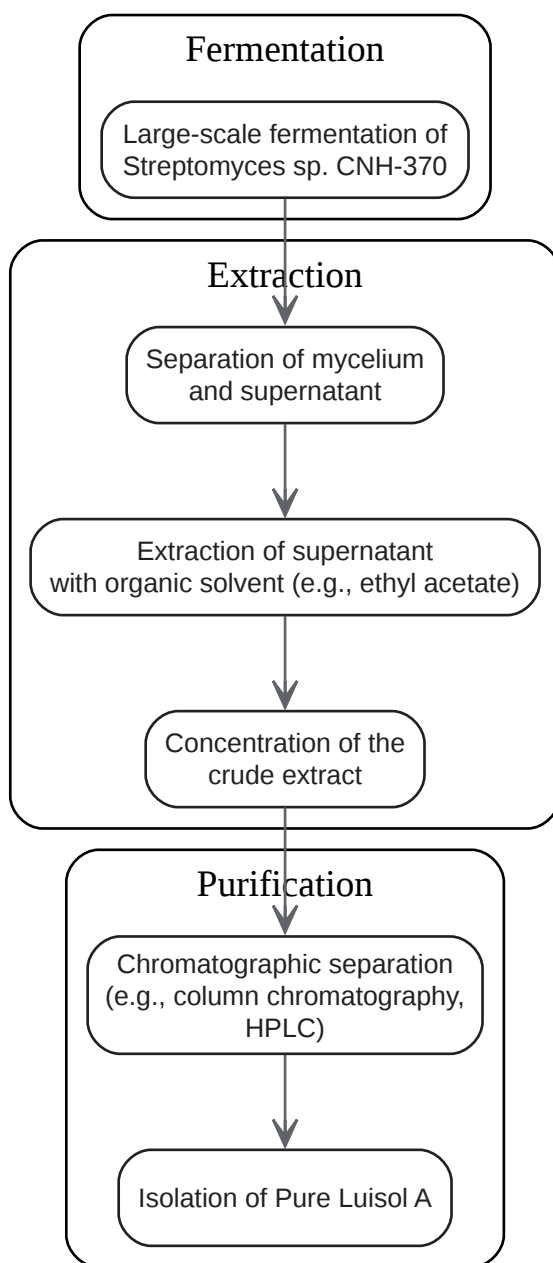 Fermentation
Large-scale fermentation of
Streptomyces sp. CNH-370
Extraction
Separation of mycelium
and supernatant
Extraction of supernatant
with organic solvent (e.g., ethyl acetate)
Concentration of the
crude extract
Purification
Chromatographic separation
(e.g., column chromatography,
HPLC)
Isolation of Pure Luisol A